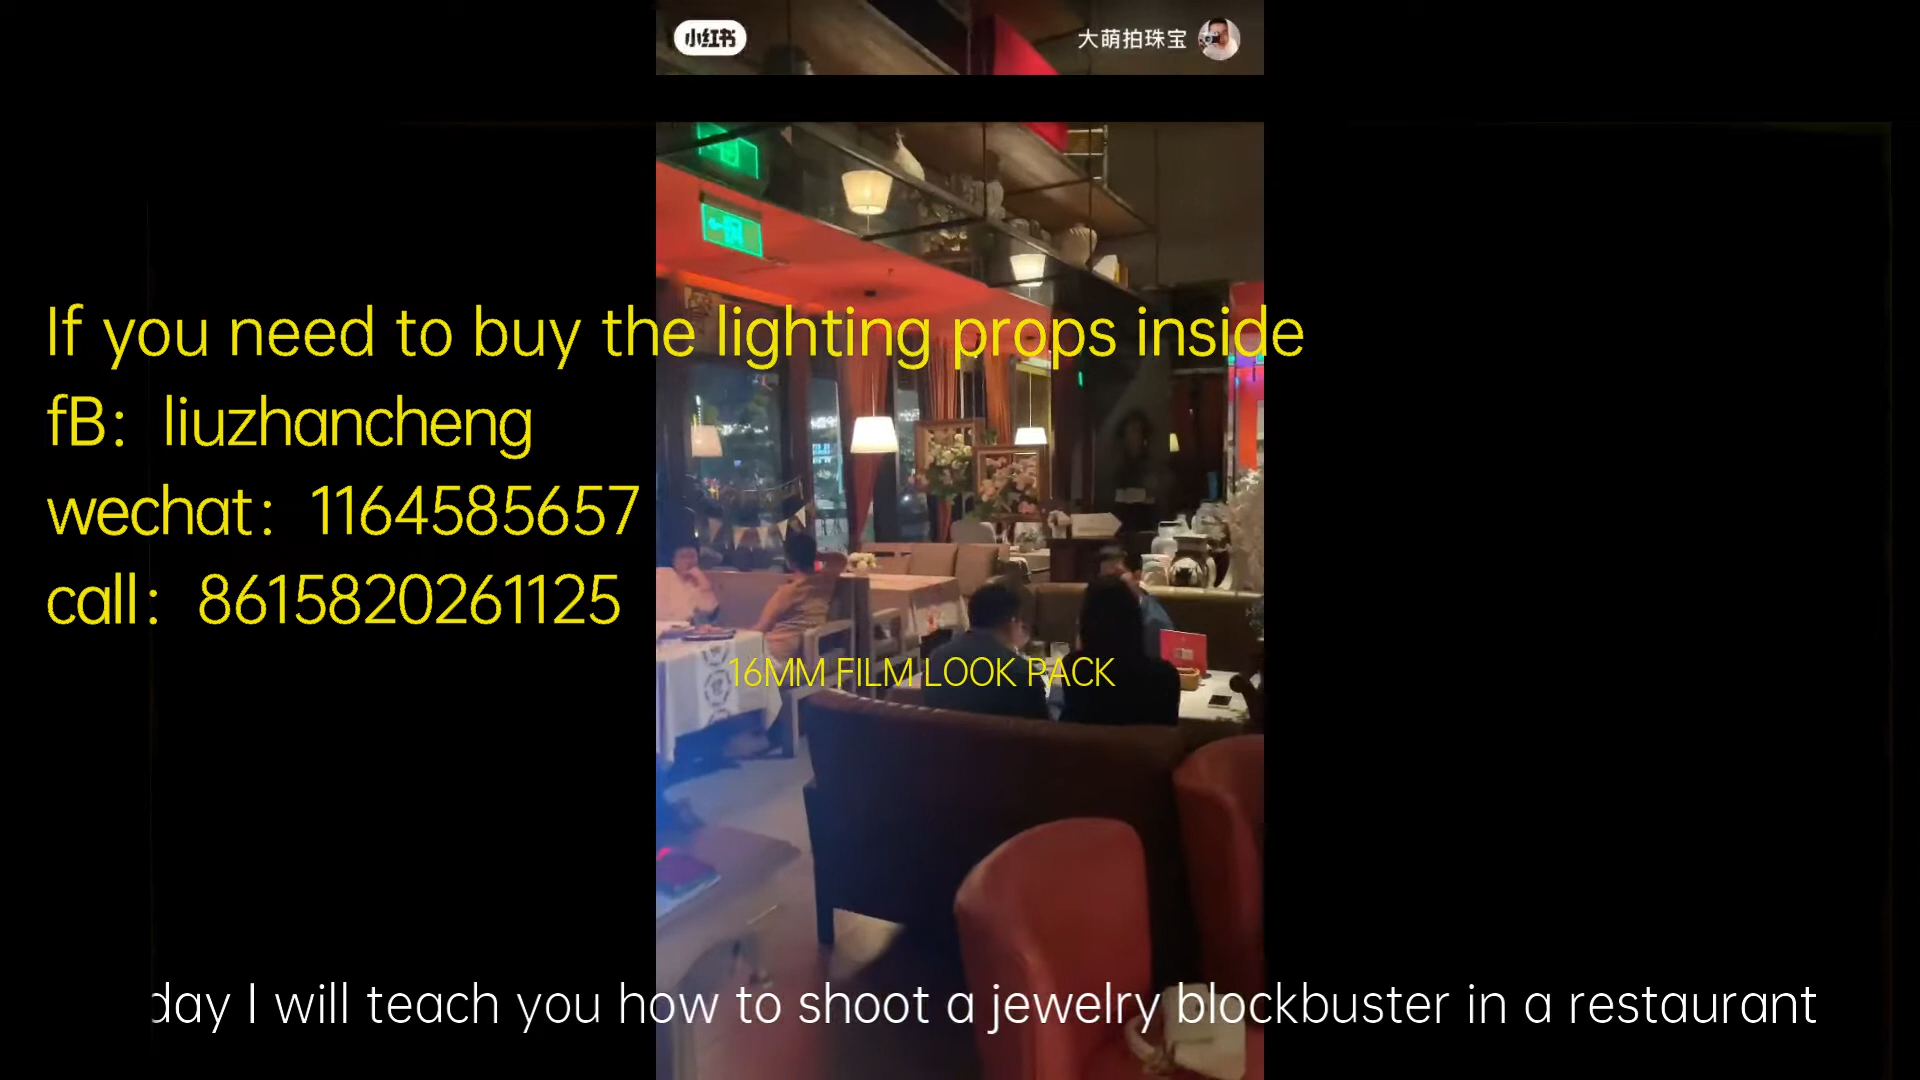 小红书
大萌拍珠宝
If you need to buy the lighting props inside
fB：liuzhancheng
wechat：1164585657
call：8615820261125
16MM FILM LOOK PACK
day I will teach you how to shoot a jewelry blockbuster in a restaurant